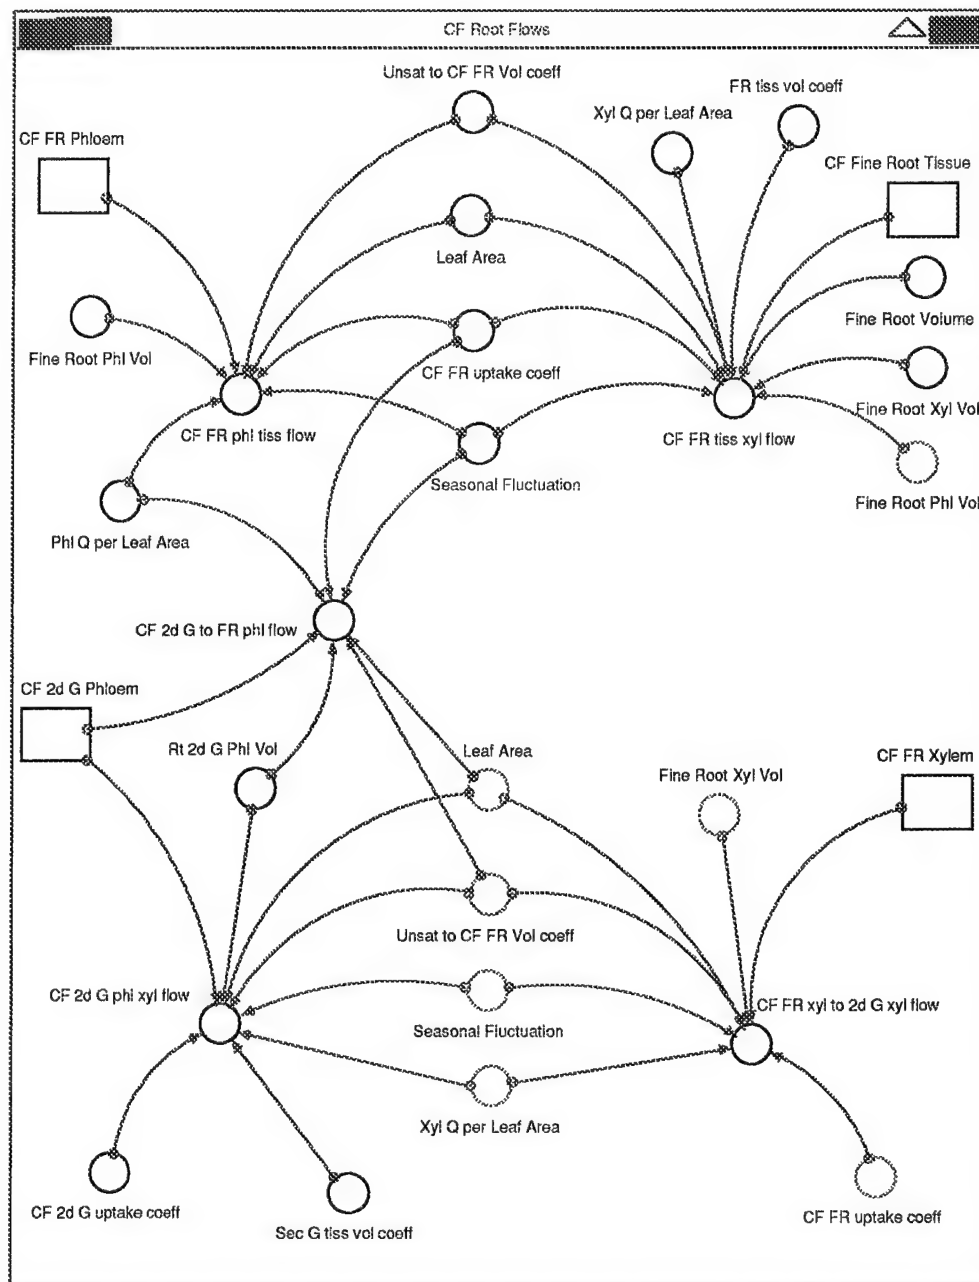 CF Root Flows
Unsat to CF FR Vol coeff
FR tiss vol coeff
Xyl Q per Leaf Area
CF FR Phloem
CF Fine Root Tissue
Leaf Area
Fine Root Volume
Fine Root Phl Vol
CF FR uptake coeff
Fine Root Xyl Vol
CF FR phl tiss flow
CF FR tiss xyl flow
Seasonal Fluctuation
Fine Root Phl Vol
Phl Q per Leaf Area
CF 2d G to FR phl flow
CF 2d G Phloem
Rt 2d G Phl Vol
Leaf Area
Fine Root Xyl Vol
CF FR Xylem
Unsat to CF FR Vol coeff
CF 2d G phl xyl flow
CF FR xyl to 2d G xyl flow
Seasonal Fluctuation
Xyl Q per Leaf Area
CF 2d G uptake coeff
Sec G tiss vol coeff
CF FR uptake coeff